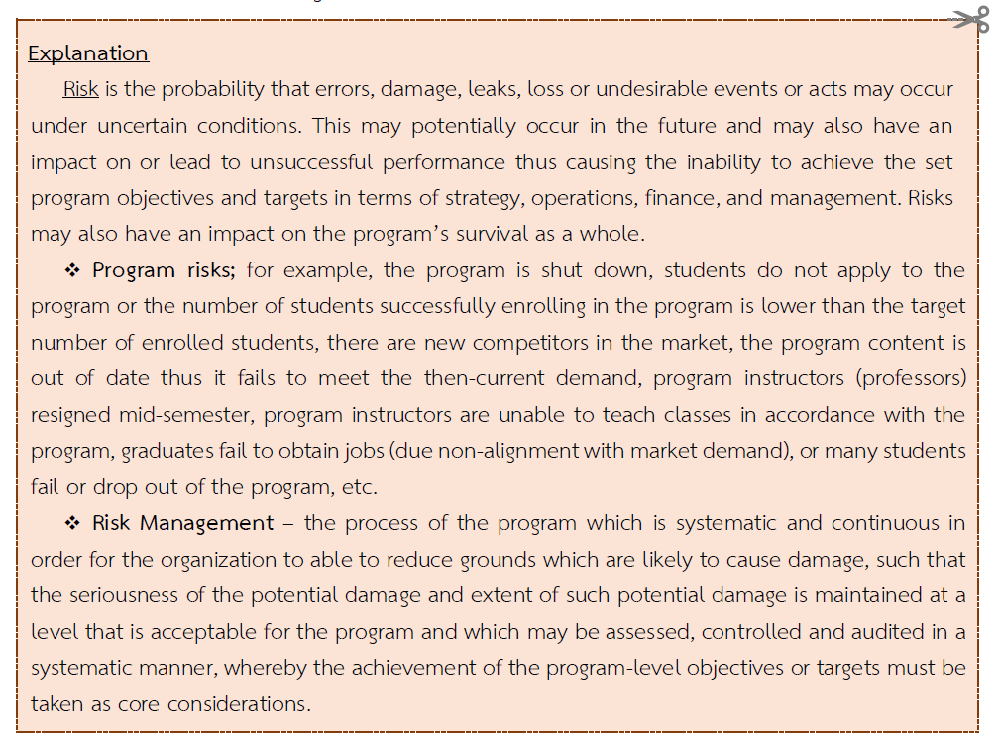 Explanation
Risk is the probability that errors, damage, leaks, loss or undesirable events or acts may occur
under uncertain conditions. This may potentially occur in the future and may also have an
impact on or lead to unsuccessful performance thus causing the inability to achieve the set
program objectives and targets in terms of strategy, operations, finance, and management. Risks
may also have an impact on the program’s survival as a whole.
❖ Program risks; for example, the program is shut down, students do not apply to the
program or the number of students successfully enrolling in the program is lower than the target
number of enrolled students, there are new competitors in the market, the program content is
out of date thus it fails to meet the then-current demand, program instructors (professors)
resigned mid-semester, program instructors are unable to teach classes in accordance with the
program, graduates fail to obtain jobs (due non-alignment with market demand), or many students
fail or drop out of the program, etc.
❖ Risk Management – the process of the program which is systematic and continuous in
order for the organization to able to reduce grounds which are likely to cause damage, such that
the seriousness of the potential damage and extent of such potential damage is maintained at a
level that is acceptable for the program and which may be assessed, controlled and audited in a
systematic manner, whereby the achievement of the program-level objectives or targets must be
taken as core considerations.